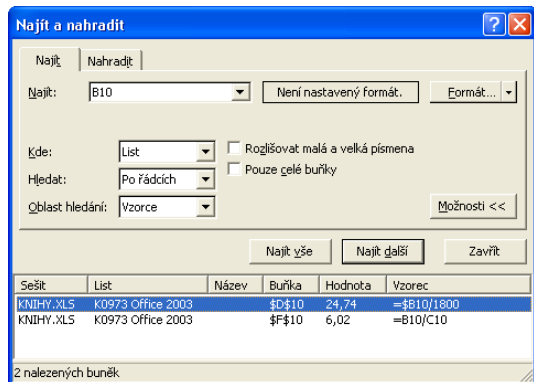 Najít a nahradit
Najít Nahradit
Najít: B10 Není nastavený formát. Formát...
Kde: List Rozlišovat malá a velká písmena
Hledat: Po řádcích Pouze celé buňky
Oblast hledání: Vzorce Možnosti <<
Najít vše Najít další Zavřít
Sešit List Název Buňka Hodnota Vzorec
KNIHY.XLS K0973 Office 2003 $D$10 24,74 =$B10/1800
KNIHY.XLS K0973 Office 2003 $F$10 6,02 =B10/C10
2 nalezených buněk